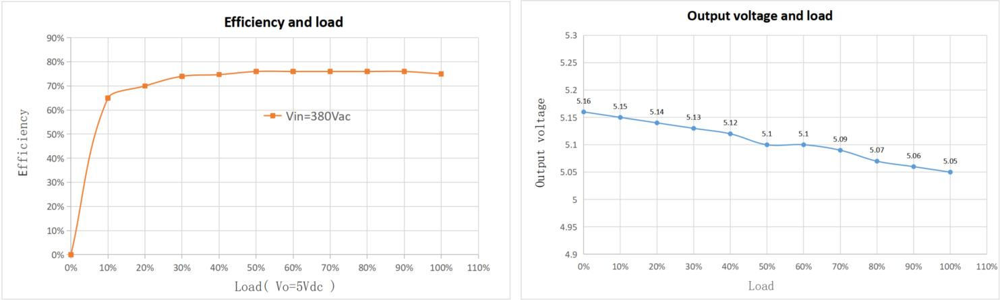 Efficiency and load
90%
80%
70%
60%
50%
40%
30%
20%
10%
0%
Efficiency
Vin=380Vac
0% 10% 20% 30% 40% 50% 60% 70% 80% 90% 100% 110%
Load( Vo=5Vdc )
Output voltage and load
5.3
5.25
5.2
5.15
5.1
5.05
5
4.95
4.9
Output voltage
5.16 5.15 5.14 5.13 5.12 5.1 5.1 5.09 5.07 5.06 5.05
0% 10% 20% 30% 40% 50% 60% 70% 80% 90% 100% 110%
Load